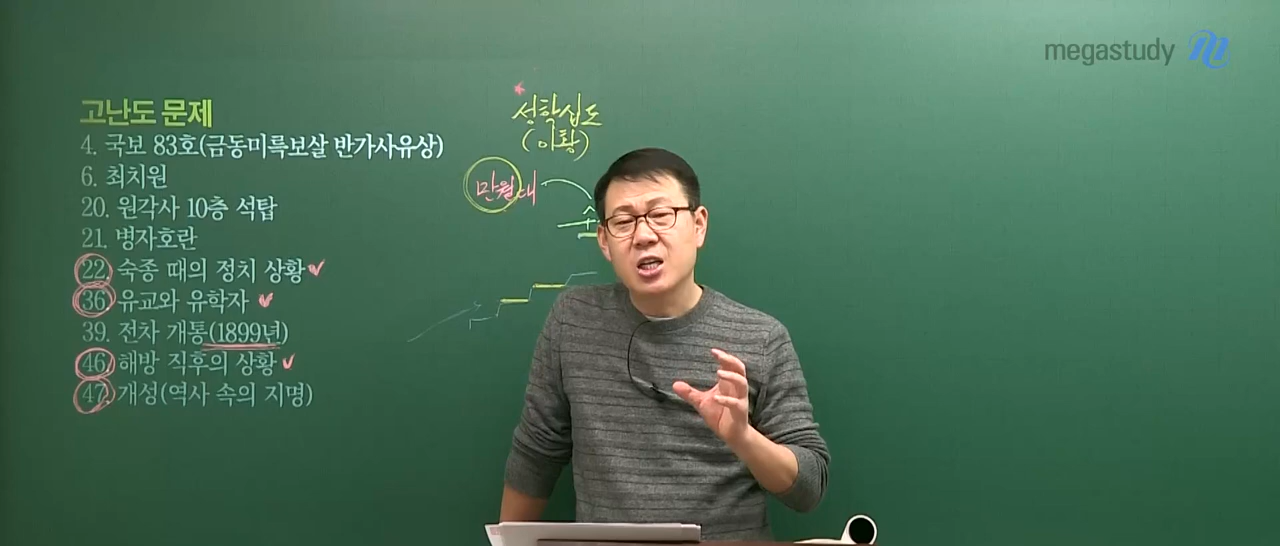 megastudy
고난도 문제
4. 국보 83호(금동미륵보살 반가사유상)
6. 최치원
20. 원각사 10층 석탑
21. 병자호란
22. 숙종 때의 정치 상황
36. 유교와 유학자
39. 전차 개통(1899년)
46. 해방 직후의 상황
47. 개성(역사 속의 지명)
성학십도
(이황)
만월대